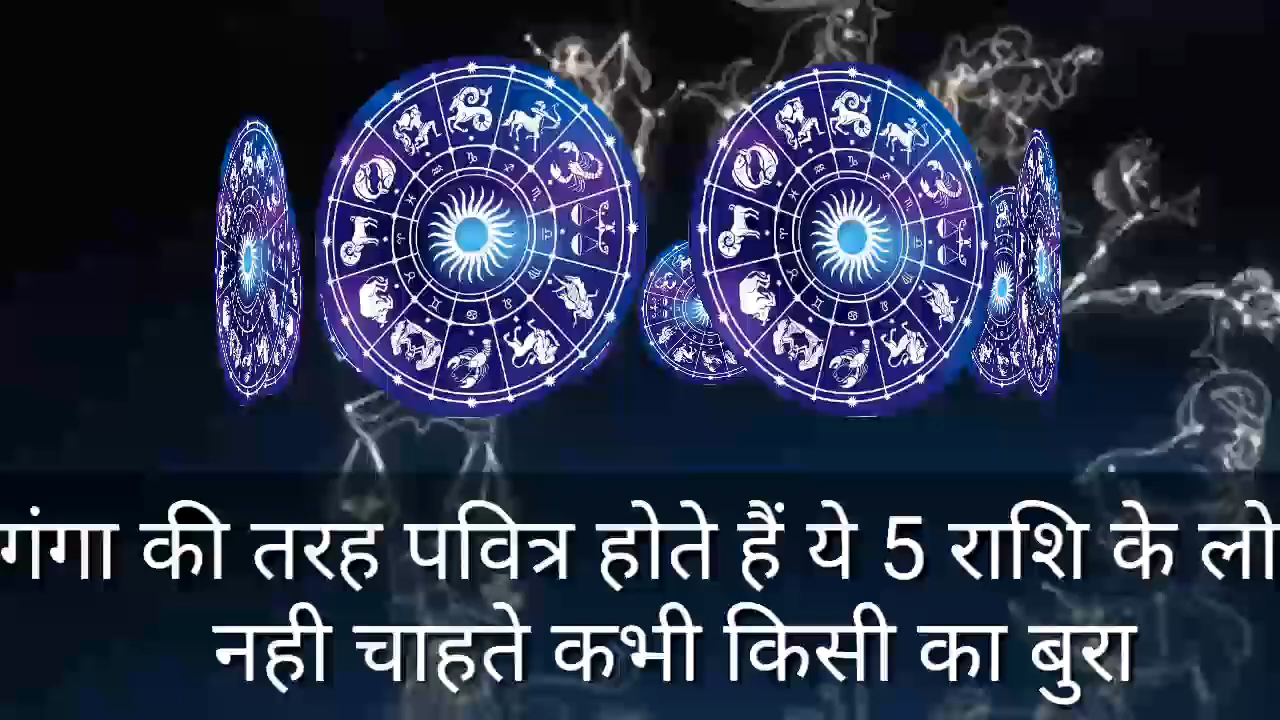 गंगा की तरह पवित्र होते हैं ये 5 राशि के लो
नही चाहते कभी किसी का बुरा